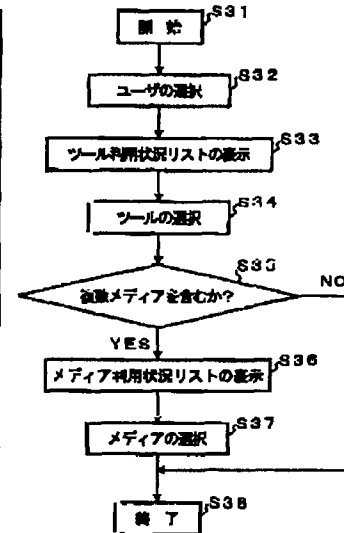 S31
開始
S32
ユーザの選択
S33
ツール利用状況リストの表示
S34
ツールの選択
S35
複数メディアを含むか?
NO
YES
S36
メディア利用状況リストの表示
S37
メディアの選択
S38
終了